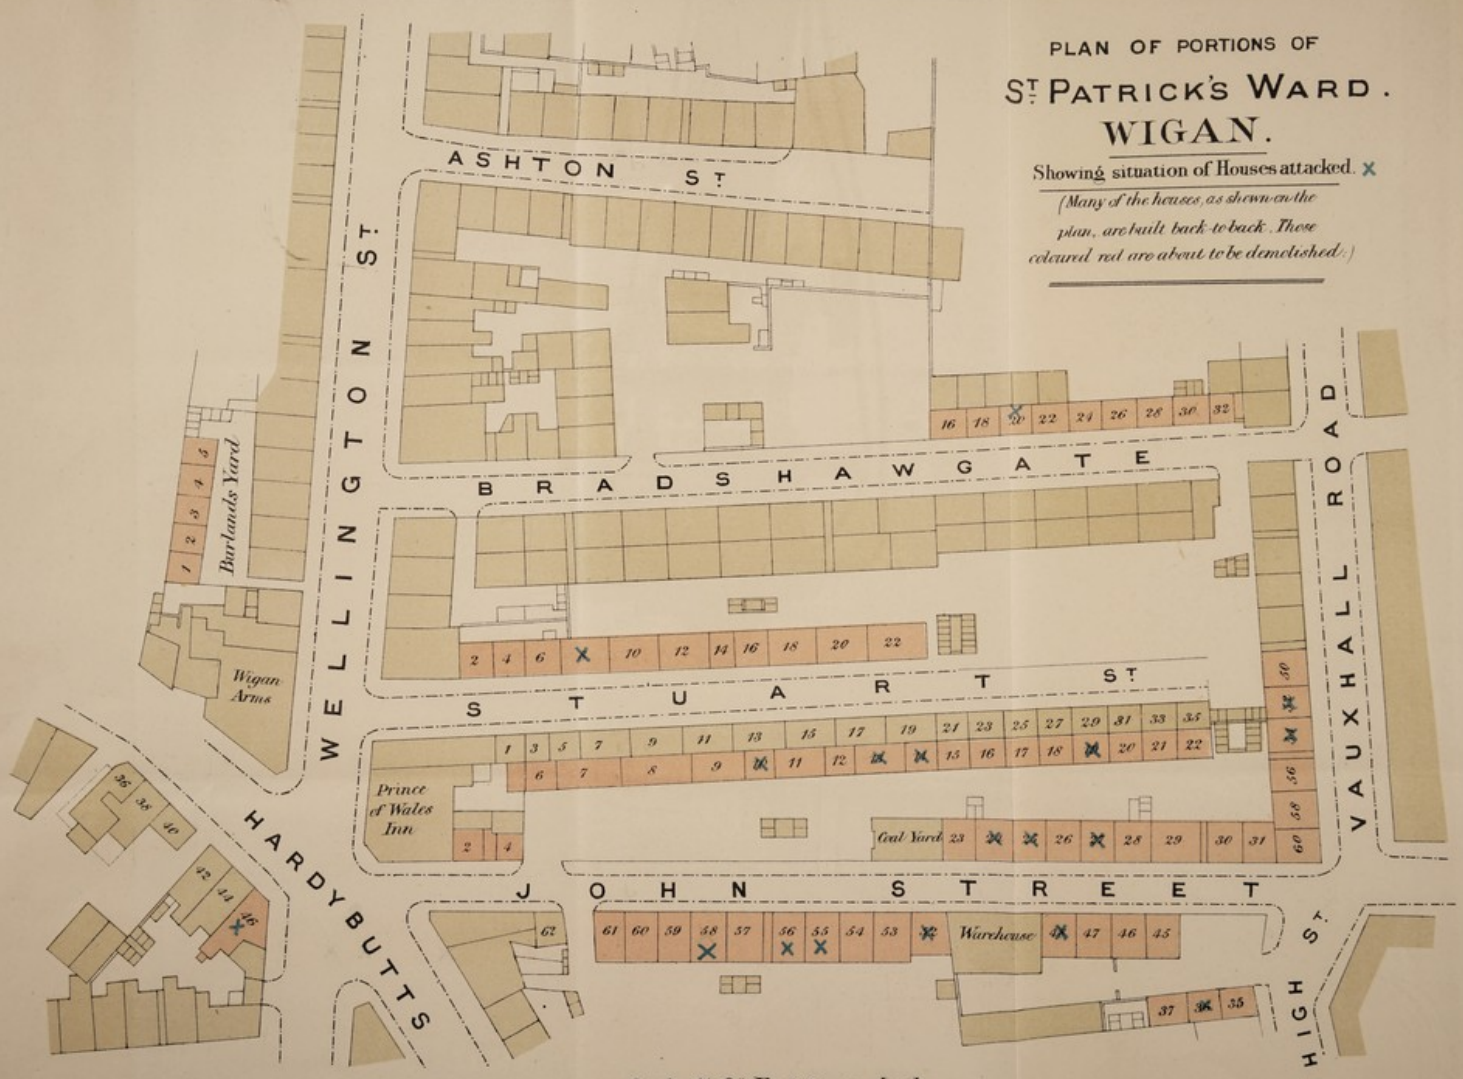 PLAN OF PORTIONS OF
ST PATRICK'S WARD.
WIGAN.
Showing situation of Houses attacked. X
(Many of the houses, as shewn on the
plan, are built back-to-back. Those
coloured red are about to be demolished.)
ASHTON ST
WELLINGTON ST
16 18 20 22 24 26 28 30 32
BRADSHAWGATE
VAUXHALL ROAD
5 4 3 2 1
Burlands Yard
Wigan
Arms
2 4 6 X 10 12 14 16 18 20 22
STUART ST
1 3 5 7 9 11 13 15 17 19 21 23 25 27 29 31 33 35
6 7 8 9 X 11 12 X X 15 16 17 18 X 20 21 22
50 X X 56 58 60
Prince
of Wales
Inn
2 4
Coal Yard 23 X X 26 X 28 29 30 31
36 38 40
42 44 46
HARDYBUTTS
JOHN STREET
62
61 60 59 58 57 56 55 54 53 X Warehouse X 47 46 45
37 X 35
HIGH ST.